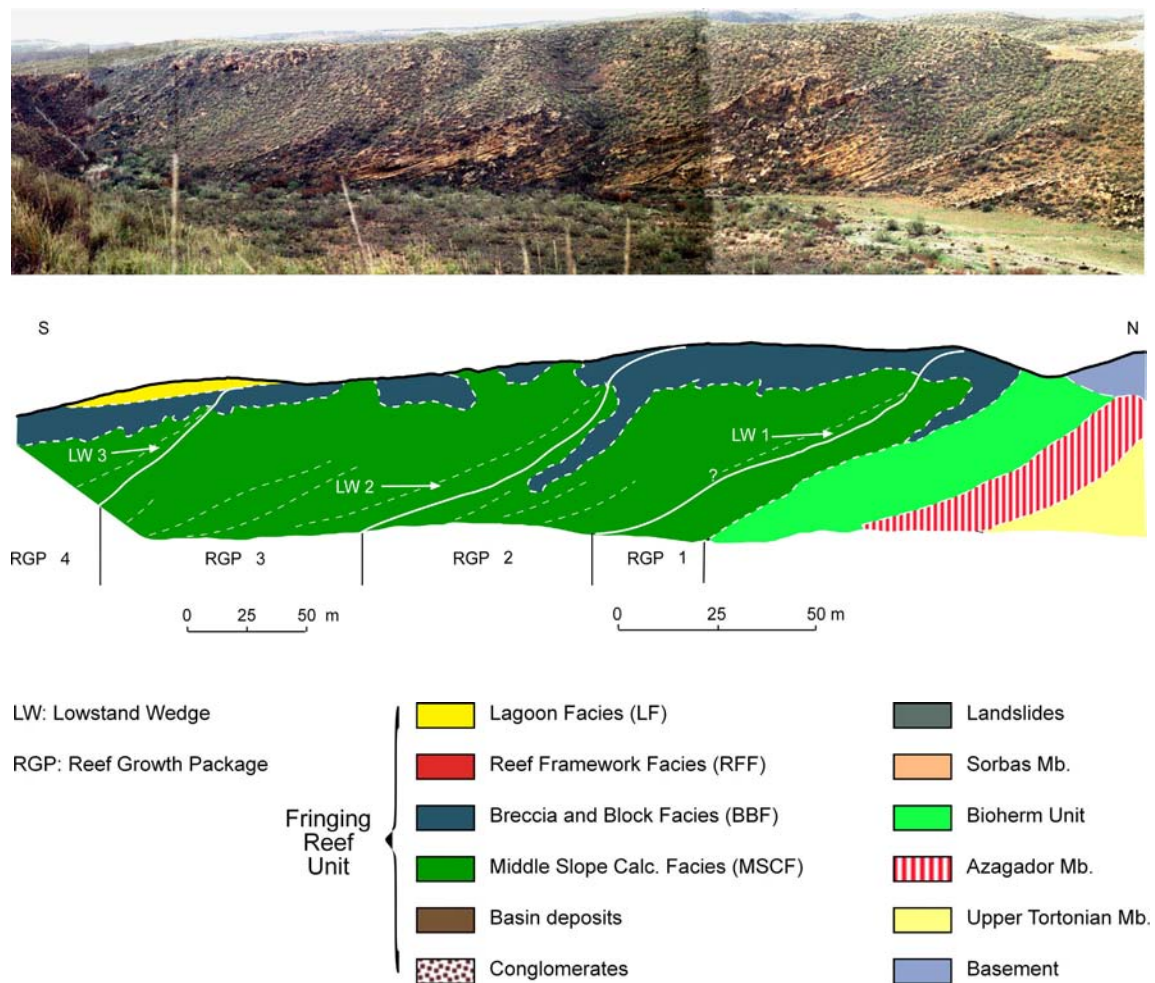 S
N
LW 3
LW 2
LW 1
?
RGP 4
RGP 3
RGP 2
RGP 1
0 25 50 m
0 25 50 m
LW: Lowstand Wedge
RGP: Reef Growth Package
Fringing
Reef
Unit
Lagoon Facies (LF)
Reef Framework Facies (RFF)
Breccia and Block Facies (BBF)
Middle Slope Calc. Facies (MSCF)
Basin deposits
Conglomerates
Landslides
Sorbas Mb.
Bioherm Unit
Azagador Mb.
Upper Tortonian Mb.
Basement